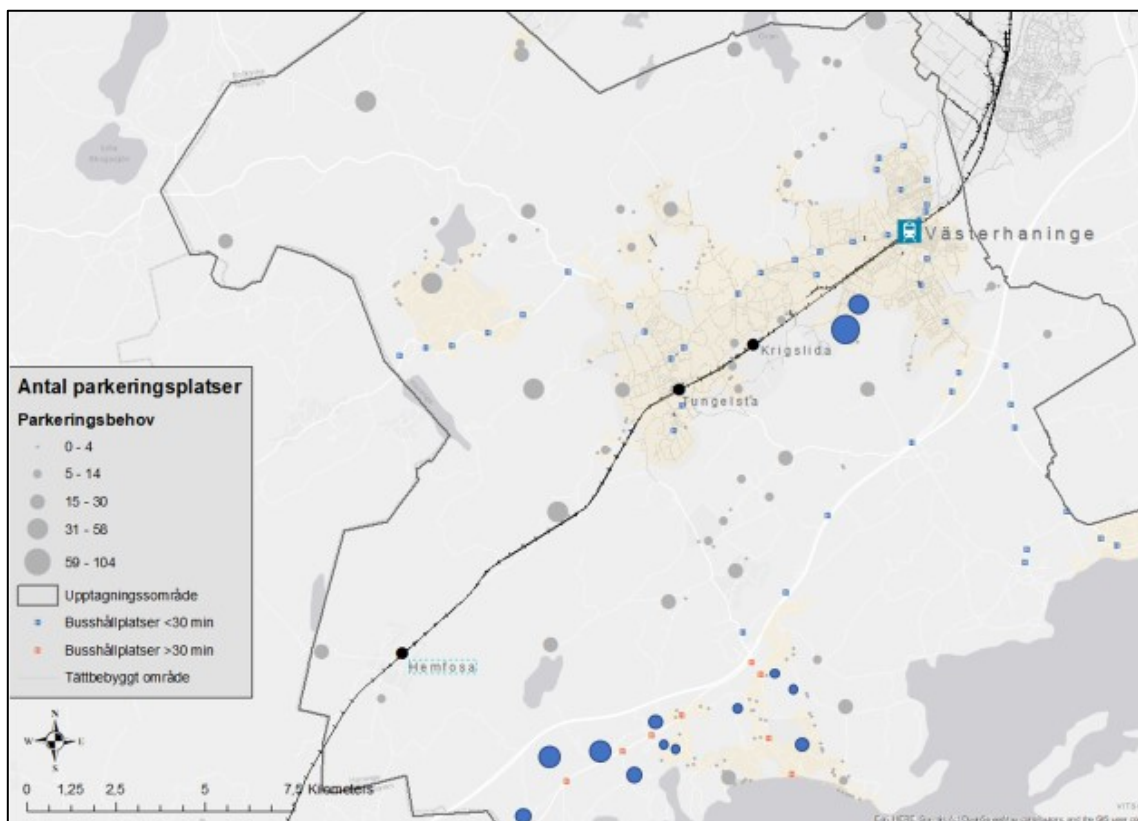 Västerhaninge
Krigslida
Tungelsta
Antal parkeringsplatser
Parkeringsbehov
0 - 4
5 - 14
15 - 30
31 - 58
59 - 104
Upptagningssområde
Busshållplatser <30 min
Busshållplatser >30 min
Tättbebyggt område
Hemfosa
N
W E
S
0 1,25 2,5 5 7,5 Kilometers